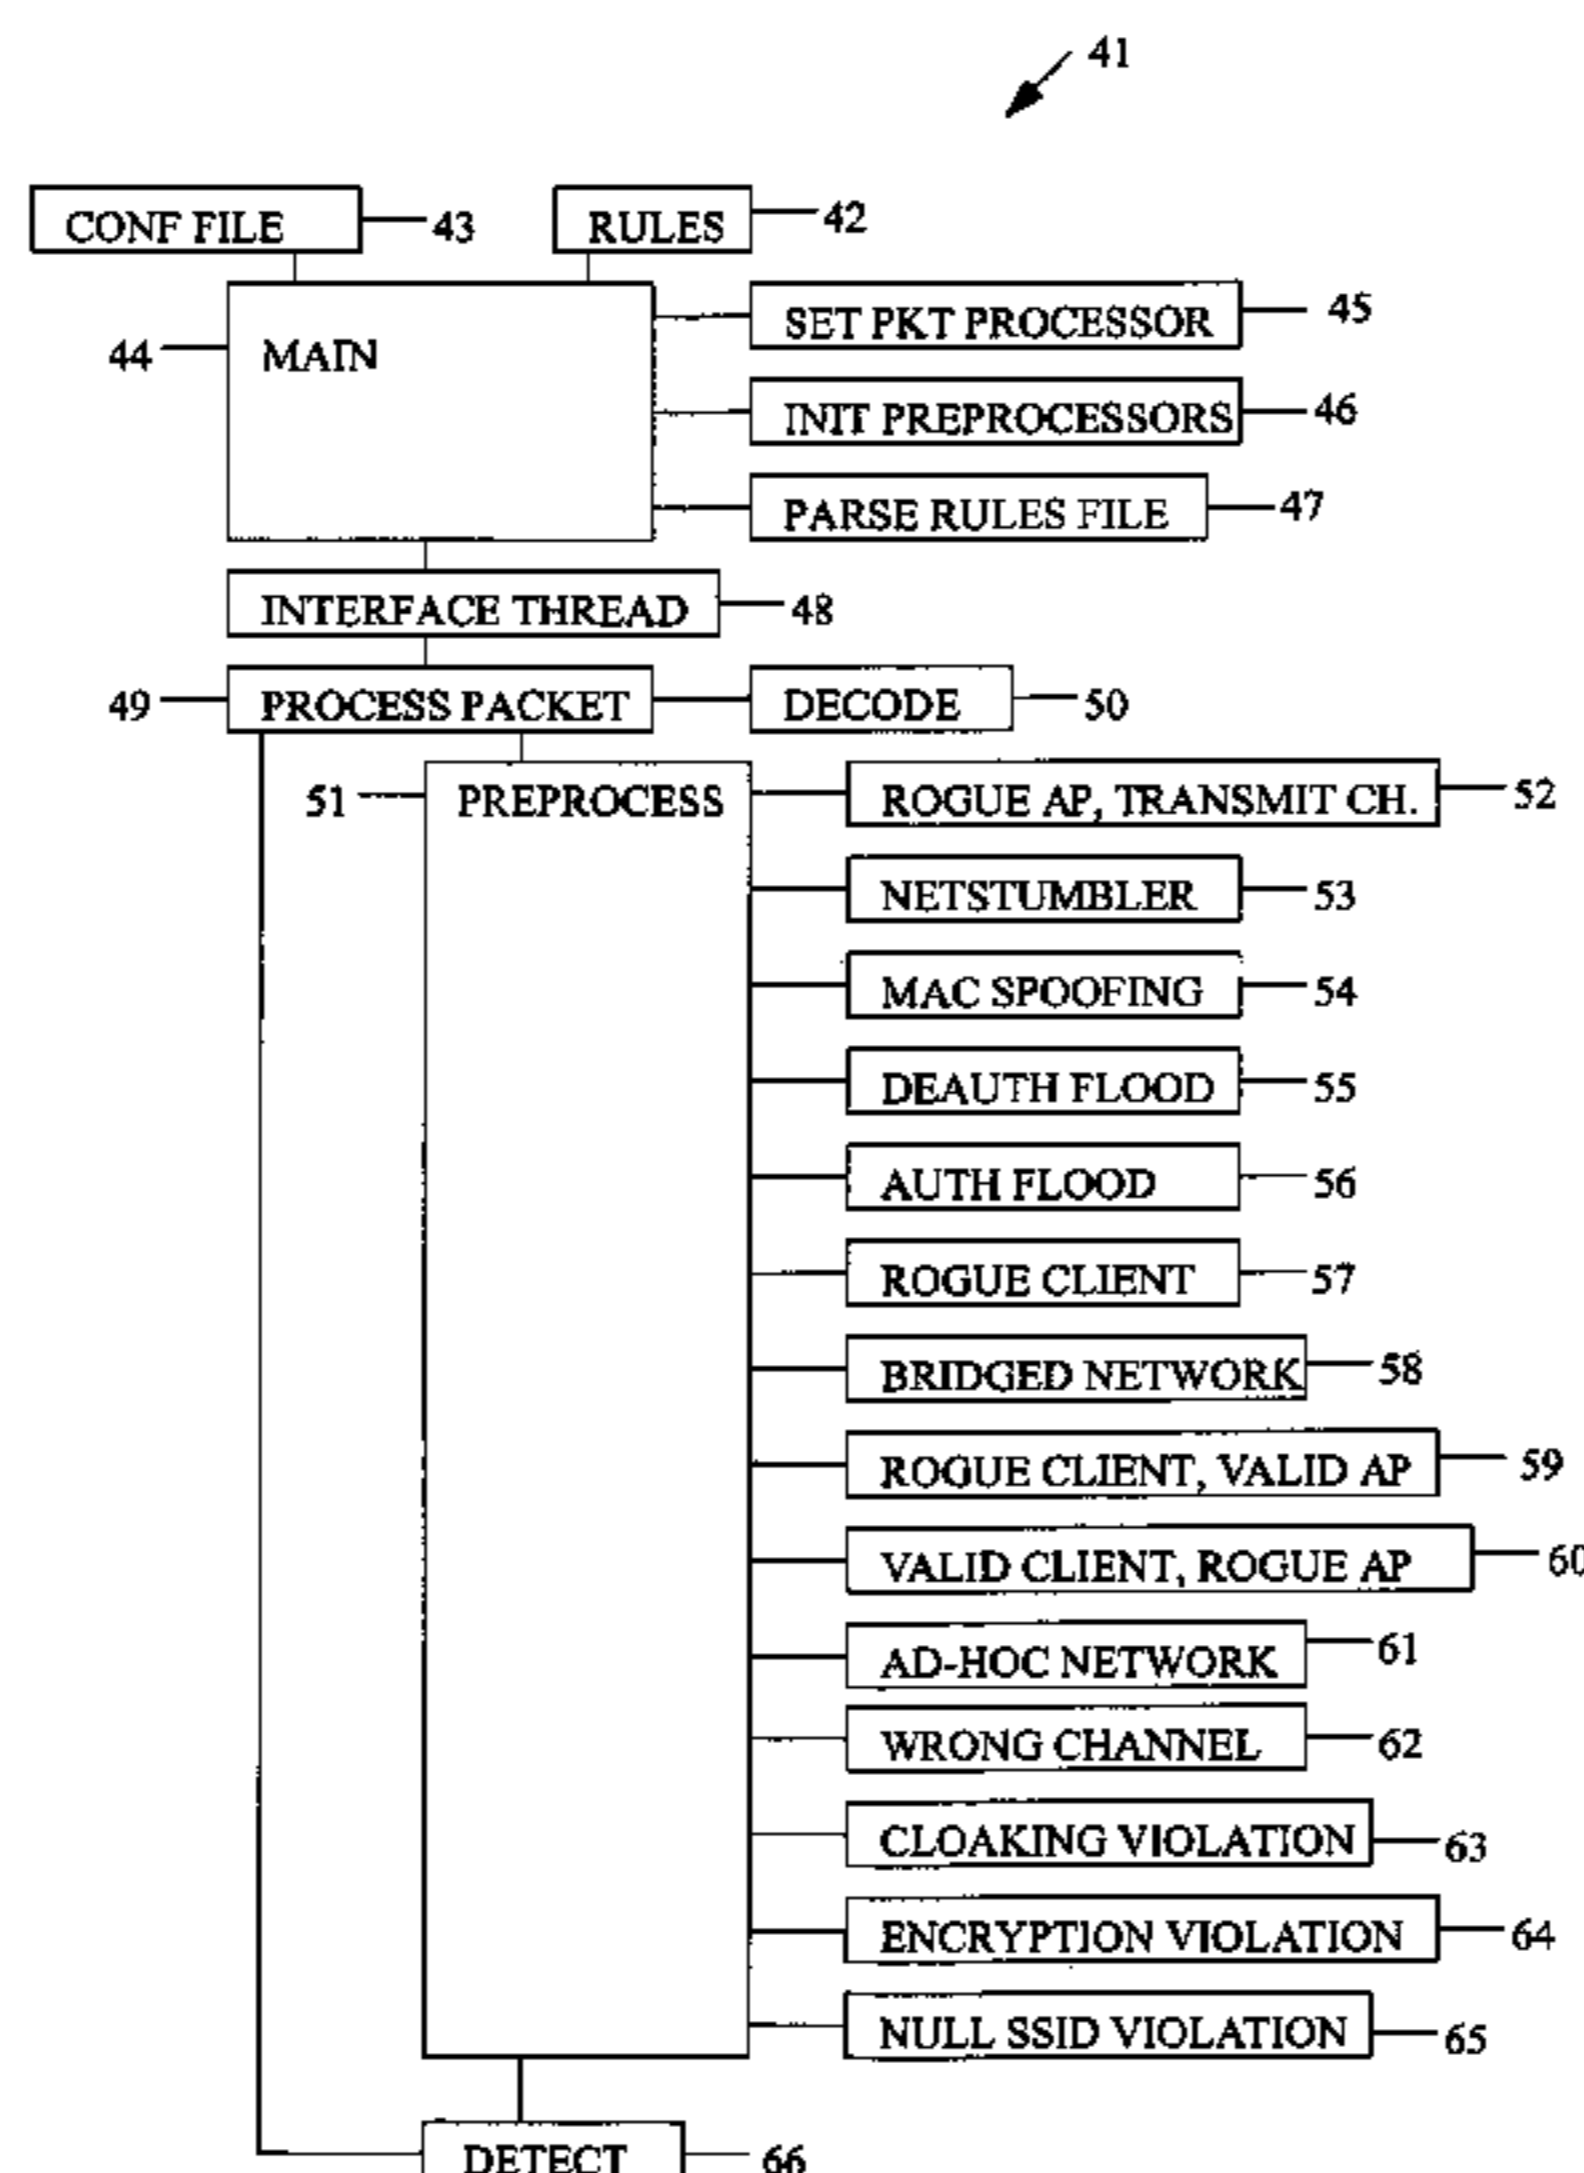 41
CONF FILE 43 RULES 42
SET PKT PROCESSOR 45
44 MAIN
INIT PREPROCESSORS 46
PARSE RULES FILE 47
INTERFACE THREAD 48
49 PROCESS PACKET DECODE 50
51 PREPROCESS ROGUE AP, TRANSMIT CH. 52
NETSTUMBLER 53
MAC SPOOFING 54
DEAUTH FLOOD 55
AUTH FLOOD 56
ROGUE CLIENT 57
BRIDGED NETWORK 58
ROGUE CLIENT, VALID AP 59
VALID CLIENT, ROGUE AP 60
AD-HOC NETWORK 61
WRONG CHANNEL 62
CLOAKING VIOLATION 63
ENCRYPTION VIOLATION 64
NULL SSID VIOLATION 65
DETECT 66